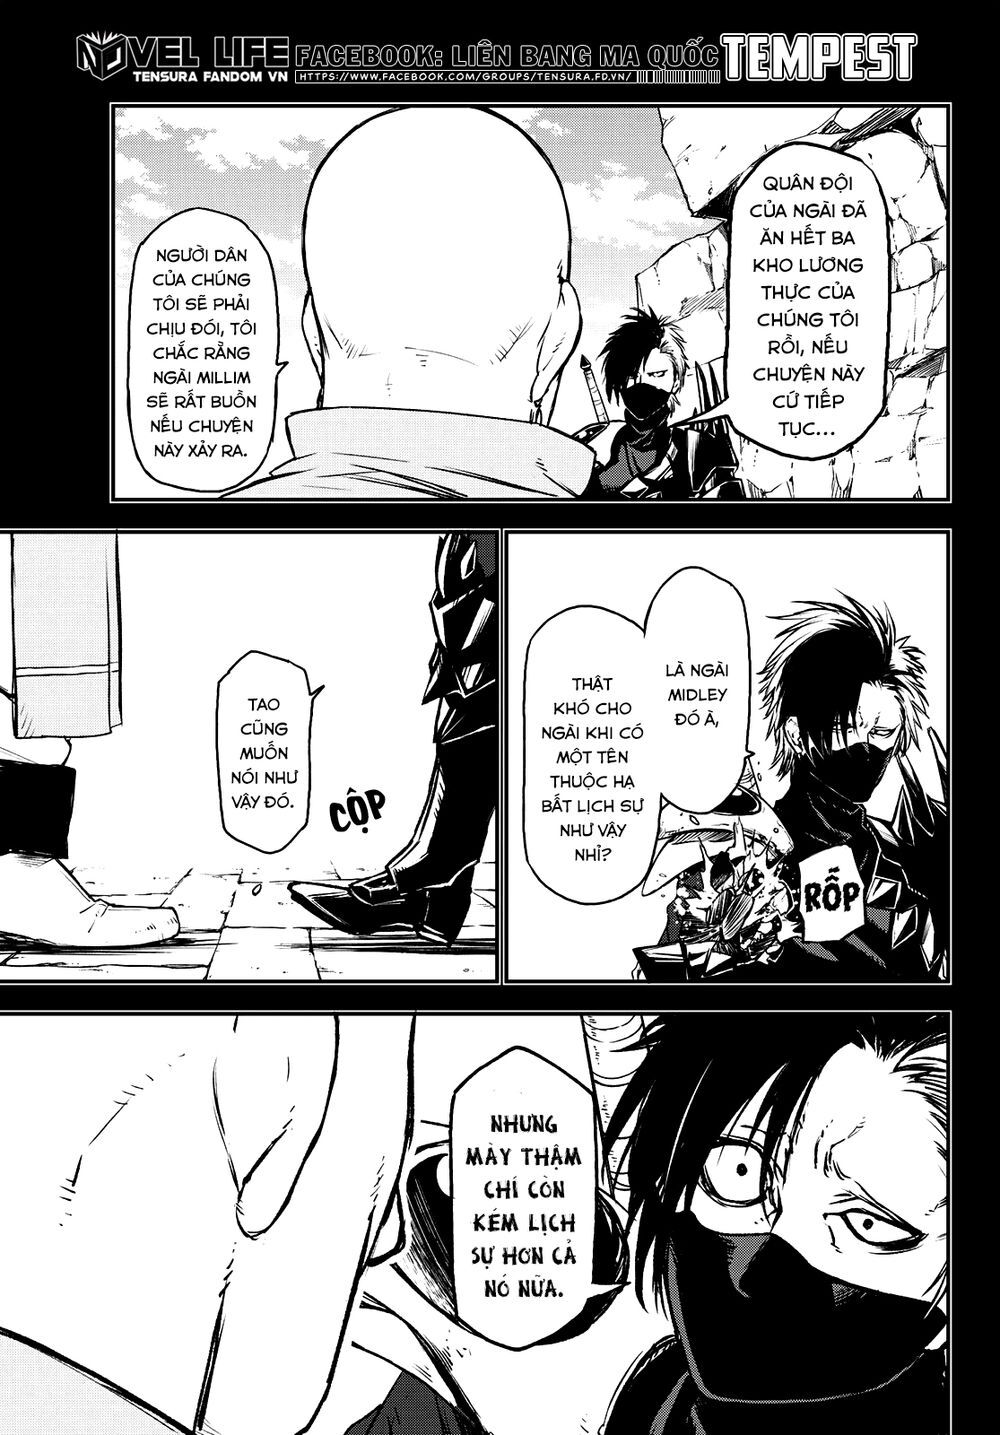 NOVEL LIFE
TENSURA FANDOM VN
FACEBOOK: LIÊN BANG MA QUỐC TEMPEST
HTTPS://WWW.FACEBOOK.COM/GROUPS/TENSURA.FD.VN/
QUÂN ĐỘI
CỦA NGÀI ĐÃ
ĂN HẾT BA
KHO LƯƠNG
THỰC CỦA
CHÚNG TÔI
RỒI, NẾU
CHUYỆN NÀY
CỨ TIẾP
TỤC...
NGƯỜI DÂN
CỦA CHÚNG
TÔI SẼ PHẢI
CHỊU ĐÓI, TÔI
CHẮC RẰNG
NGÀI MILLIM
SẼ RẤT BUỒN
NẾU CHUYỆN
NÀY XẢY RA.
LÀ NGÀI
MIDLEY
ĐÓ À,
THẬT
KHÓ CHO
NGÀI KHI CÓ
MỘT TÊN
THUỘC HẠ
BẤT LỊCH SỰ
NHƯ VẬY
NHỈ?
RỖP
TAO
CŨNG
MUỐN
NÓI NHƯ
VẬY ĐÓ.
CỘP
NHƯNG
MÀY THẬM
CHÍ CÒN
KÉM LỊCH
SỰ HƠN CẢ
NÓ NỮA.